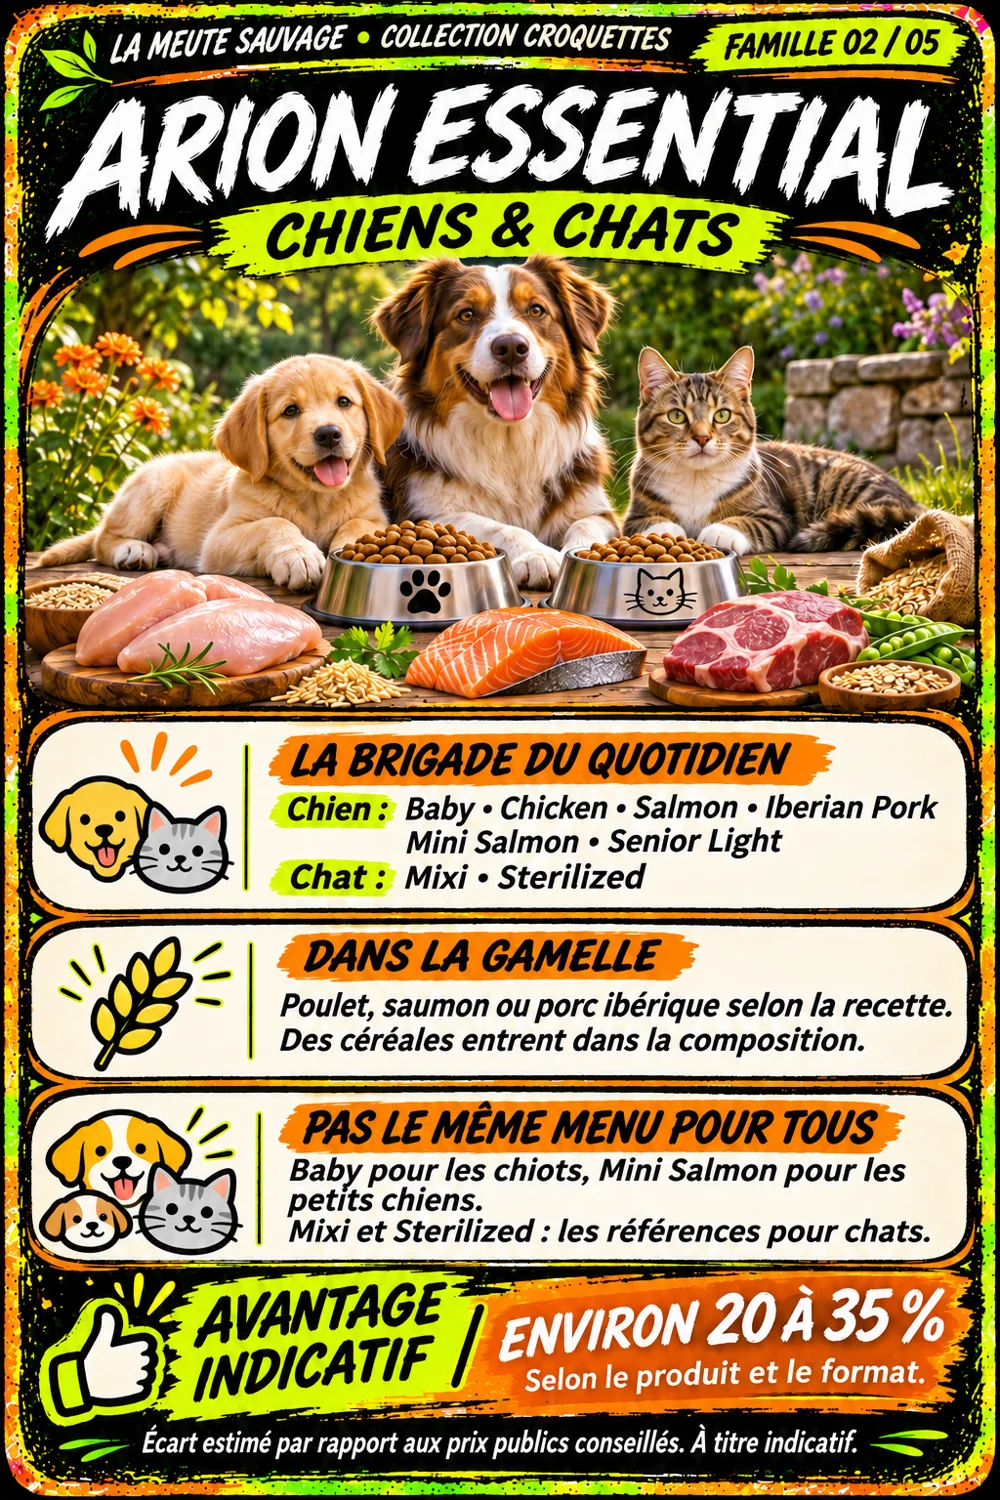 LA MEUTE SAUVAGE • COLLECTION CROQUETTES
FAMILLE 02 / 05
ARION ESSENTIAL
CHIENS & CHATS
LA BRIGADE DU QUOTIDIEN
Chien : Baby • Chicken • Salmon • Iberian Pork
Mini Salmon • Senior Light
Chat : Mixi • Sterilized
DANS LA GAMELLE
Poulet, saumon ou porc ibérique selon la recette.
Des céréales entrent dans la composition.
PAS LE MÊME MENU POUR TOUS
Baby pour les chiots, Mini Salmon pour les
petits chiens.
Mixi et Sterilized : les références pour chats.
AVANTAGE
INDICATIF
ENVIRON 20 À 35 %
Selon le produit et le format.
Écart estimé par rapport aux prix publics conseillés. À titre indicatif.